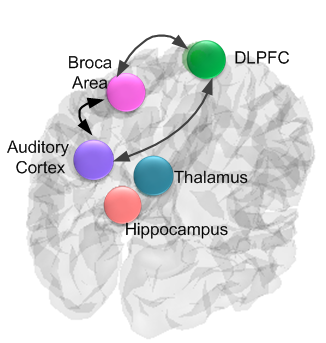 DLPFC
Broca
Area
Auditory
Cortex
Thalamus
Hippocampus